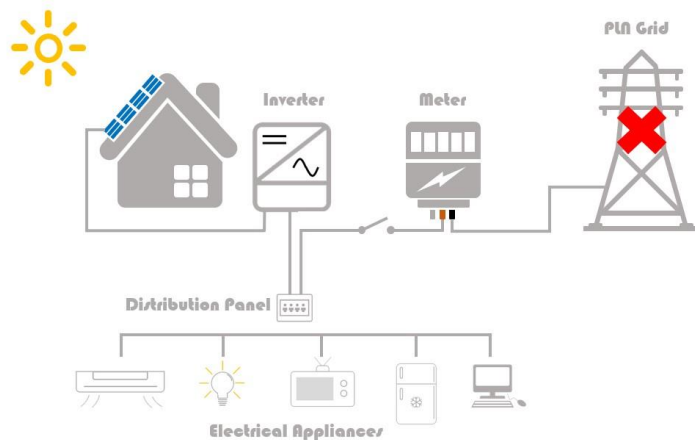 PLN Grid
Inverter
Meter
Distribution Panel
Electrical Appliances